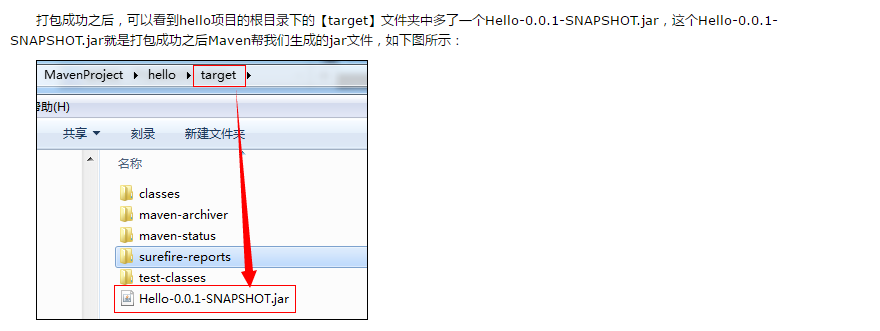 打包成功之后，可以看到hello项目的根目录下的【target】文件夹中多了一个Hello-0.0.1-SNAPSHOT.jar，这个Hello-0.0.1-
SNAPSHOT.jar就是打包成功之后Maven帮我们生成的jar文件，如下图所示：
MavenProject hello target
帮助(H)
共享 刻录 新建文件夹
名称
classes
maven-archiver
maven-status
surefire-reports
test-classes
Hello-0.0.1-SNAPSHOT.jar